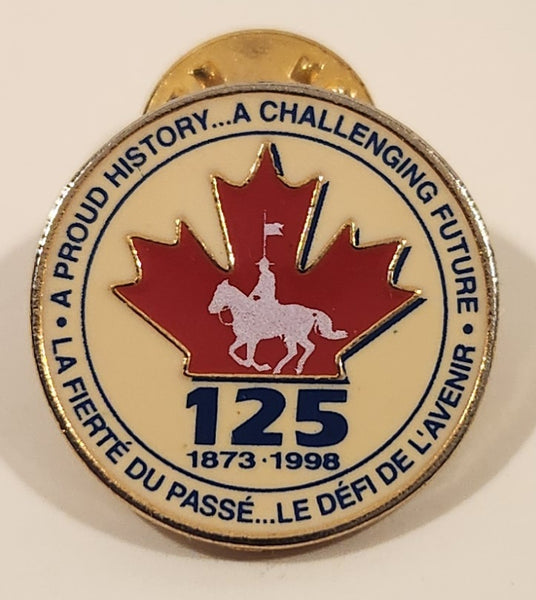 • A PROUD HISTORY...A CHALLENGING FUTURE •
125
1873·1998
LA FIERTÉ DU PASSÉ...LE DÉFI DE L'AVENIR